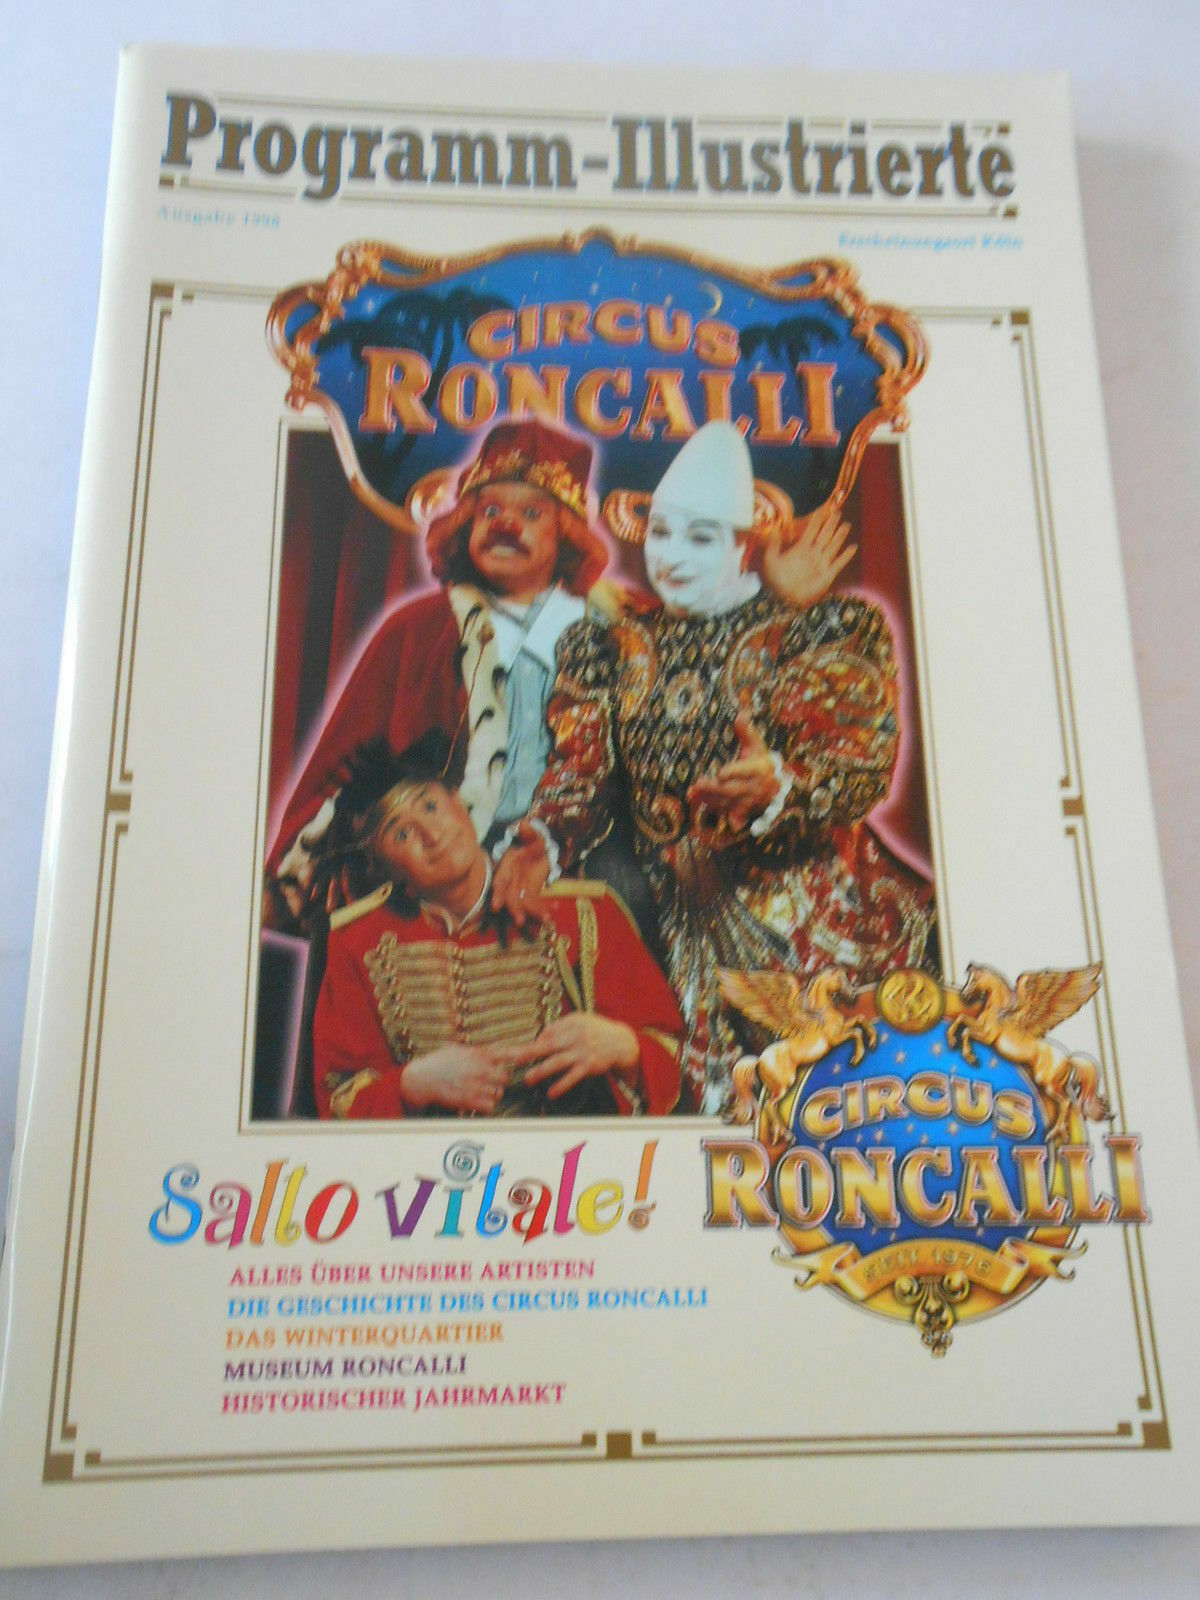 Programm-Illustrierte
Ausgabe 1998
Erscheinungsort Köln
CIRCUS
RONCALLI
CIRCUS
RONCALLI
SEIT 1976
Salto vitale!
ALLES ÜBER UNSERE ARTISTEN
DIE GESCHICHTE DES CIRCUS RONCALLI
DAS WINTERQUARTIER
MUSEUM RONCALLI
HISTORISCHER JAHRMARKT